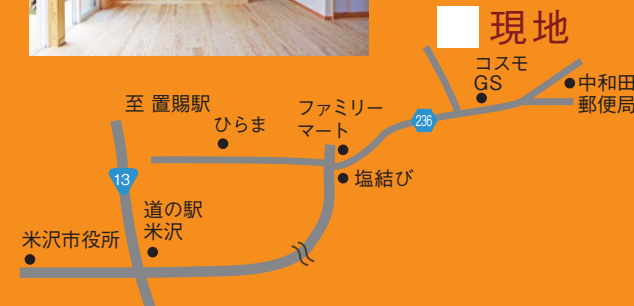 現地
コスモ
GS
中和田
郵便局
至 置賜駅
ファミリー
マート
ひらま
236
13
塩結び
道の駅
米沢
米沢市役所